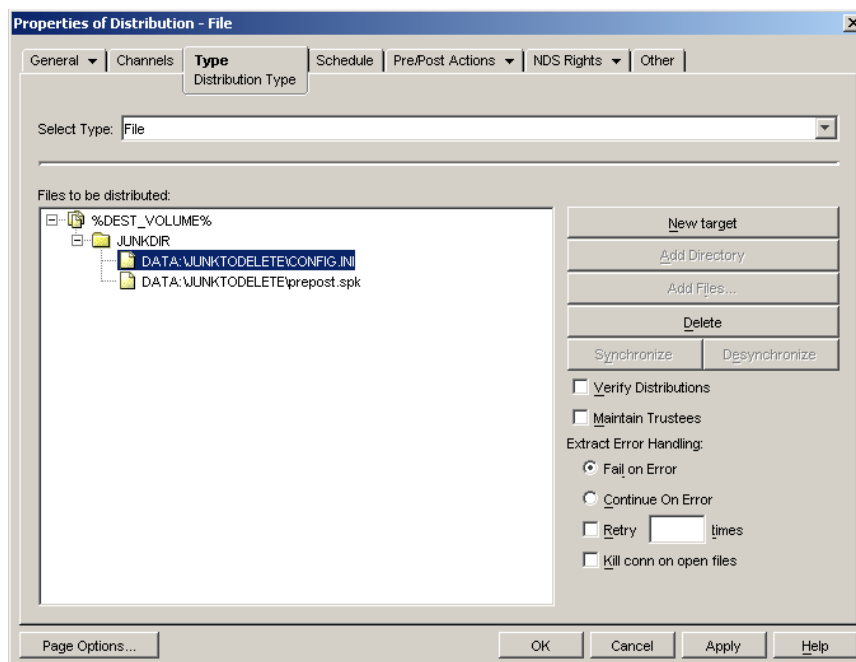 Properties of Distribution - File
General Channels Type Schedule Pre/Post Actions NDS Rights Other
Distribution Type
Select Type: File
Files to be distributed:
%DEST_VOLUME%
JUNKDIR
DATA:\JUNKTODELETE\CONFIG.INI
DATA:\JUNKTODELETE\prepost.spk
New target
Add Directory
Add Files...
Delete
Synchronize Desynchronize
Verify Distributions
Maintain Trustees
Extract Error Handling:
Fail on Error
Continue On Error
Retry times
Kill conn on open files
Page Options... OK Cancel Apply Help